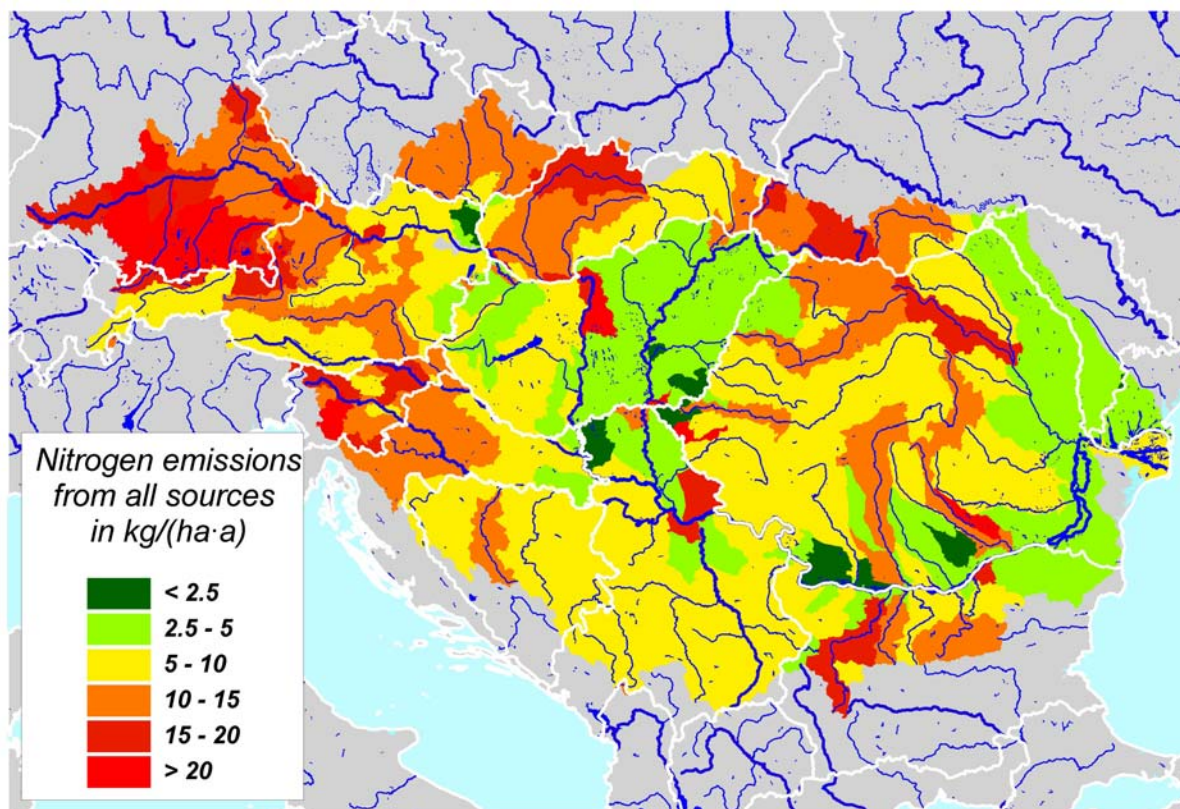 Nitrogen emissions
from all sources
in kg/(ha·a)
< 2.5
2.5 - 5
5 - 10
10 - 15
15 - 20
> 20